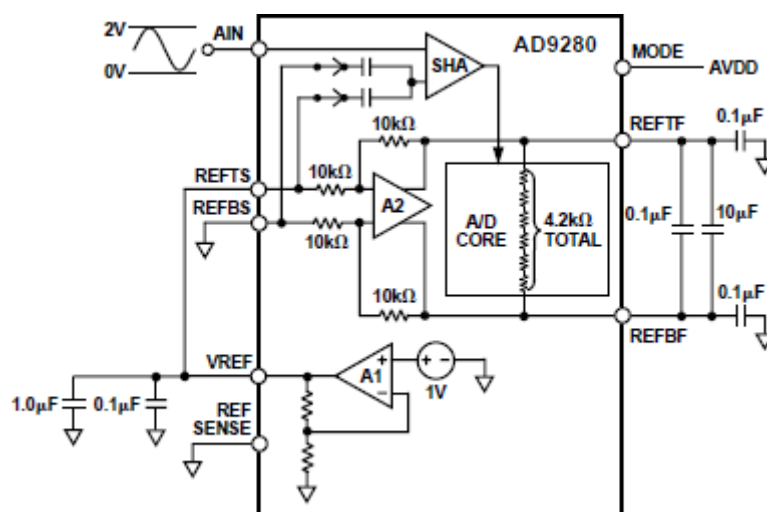 2V
0V
AIN
SHA
AD9280
MODE
AVDD
REFTF
0.1µF
10kΩ
REFTS
10kΩ
REFBS
A2
10kΩ
A/D
CORE
4.2kΩ
TOTAL
0.1µF
10µF
10kΩ
0.1µF
REFBF
VREF
A1
+
−
+ −
1V
1.0µF
0.1µF
REF
SENSE